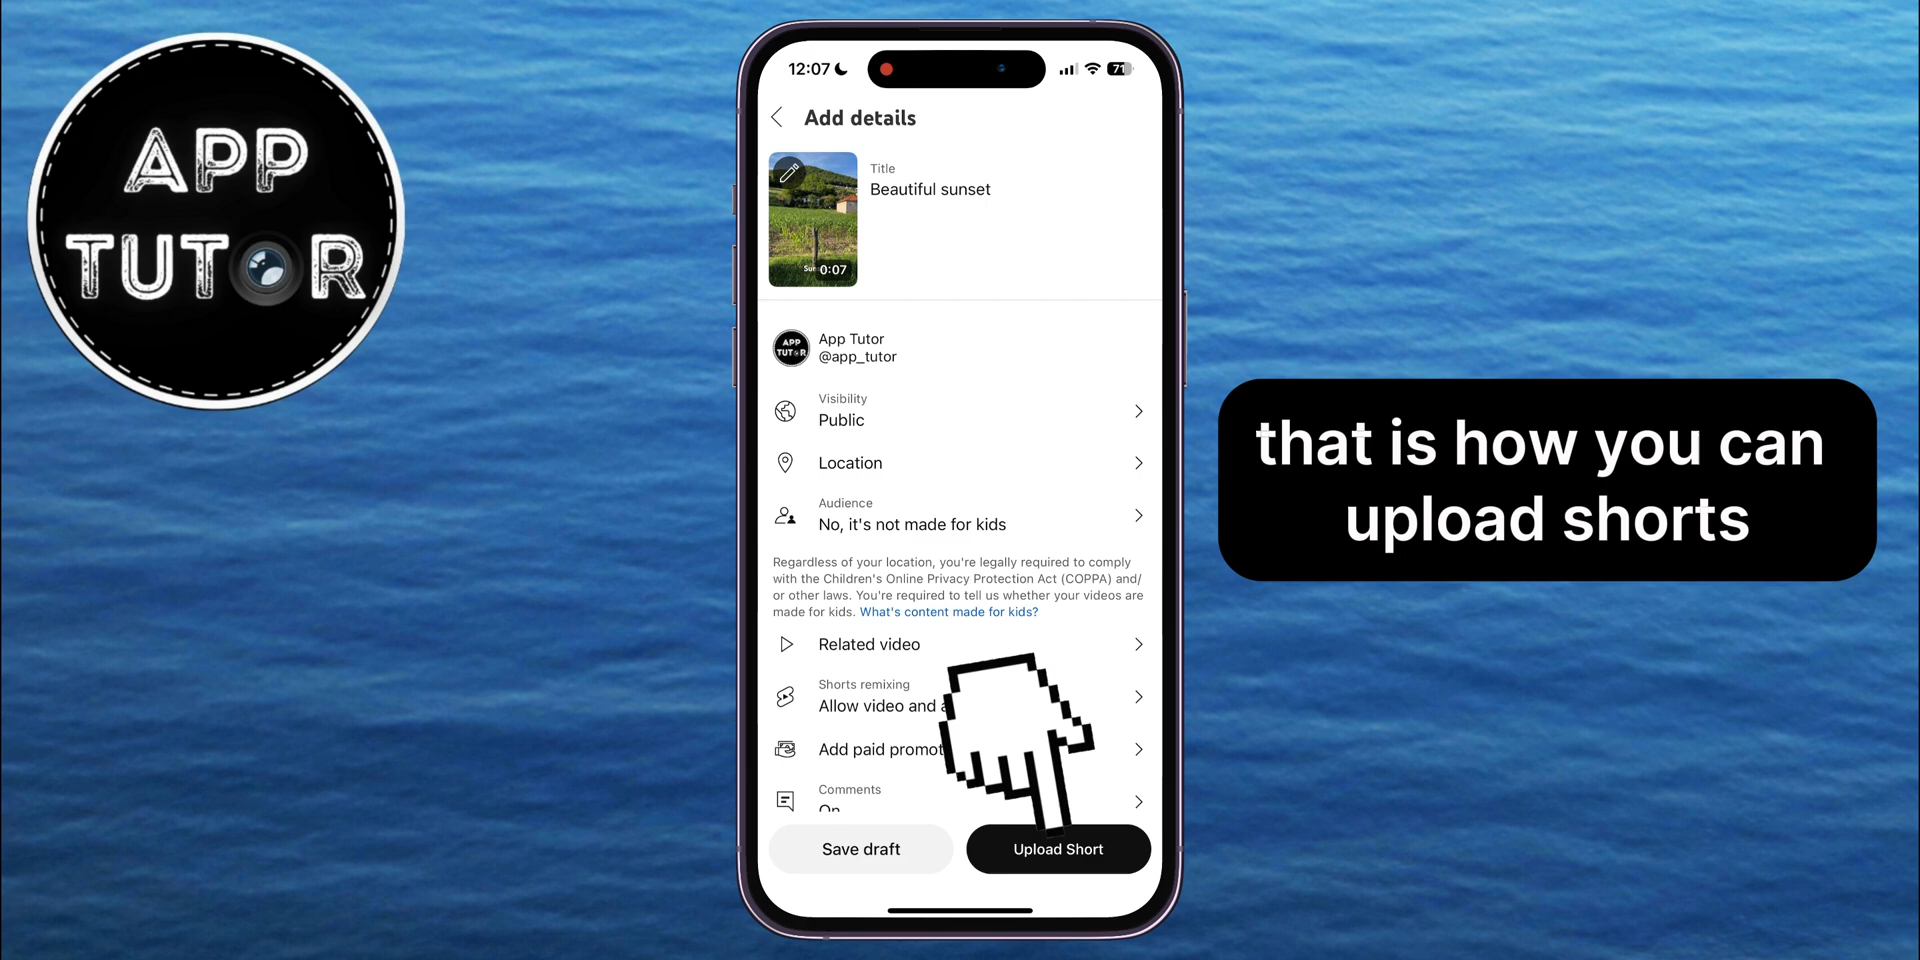 APP
TUTOR
12:07
71
Add details
Title
Beautiful sunset
0:07
App Tutor
@app_tutor
APP
TUTOR
Visibility
Public
Location
Audience
No, it's not made for kids
Regardless of your location, you're legally required to comply
with the Children's Online Privacy Protection Act (COPPA) and/
or other laws. You're required to tell us whether your videos are
made for kids. What's content made for kids?
Related video
Shorts remixing
Allow video and
Add paid
Comments
On
Save draft
Upload Short
that is how you can
upload shorts